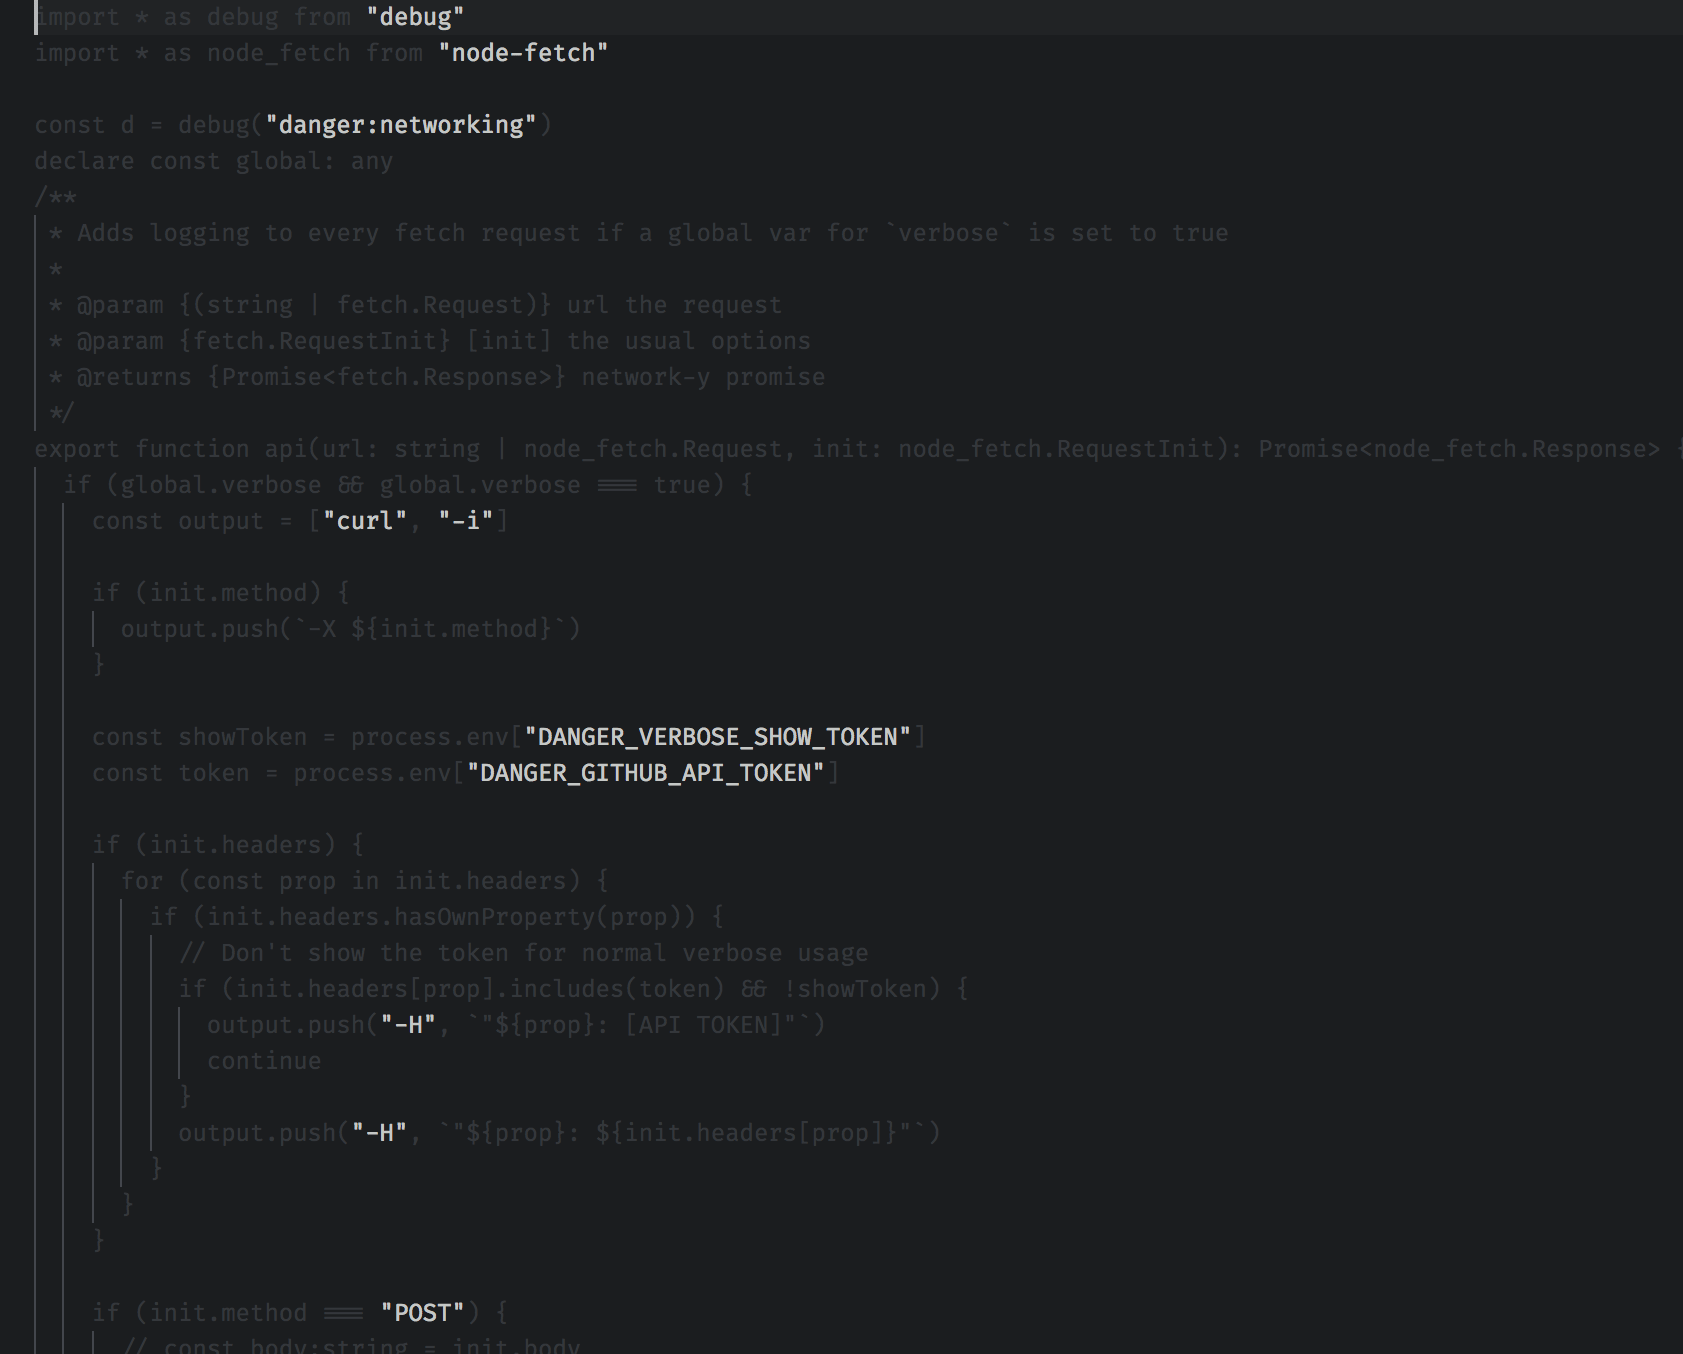 import * as debug from "debug"
import * as node_fetch from "node-fetch"
const d = debug("danger:networking")
declare const global: any
/**
* Adds logging to every fetch request if a global var for `verbose` is set to true
*
* @param {(string | fetch.Request)} url the request
* @param {fetch.RequestInit} [init] the usual options
* @returns {Promise<fetch.Response>} network-y promise
*/
export function api(url: string | node_fetch.Request, init: node_fetch.RequestInit): Promise<node_fetch.Response> {
if (global.verbose && global.verbose === true) {
const output = ["curl", "-i"]
if (init.method) {
output.push(`-X ${init.method}`)
}
const showToken = process.env["DANGER_VERBOSE_SHOW_TOKEN"]
const token = process.env["DANGER_GITHUB_API_TOKEN"]
if (init.headers) {
for (const prop in init.headers) {
if (init.headers.hasOwnProperty(prop)) {
// Don't show the token for normal verbose usage
if (init.headers[prop].includes(token) && !showToken) {
output.push("-H", `"${prop}: [API TOKEN]"`)
continue
}
output.push("-H", `"${prop}: ${init.headers[prop]}"`)
}
}
}
if (init.method === "POST") {
// const body:string = init.body